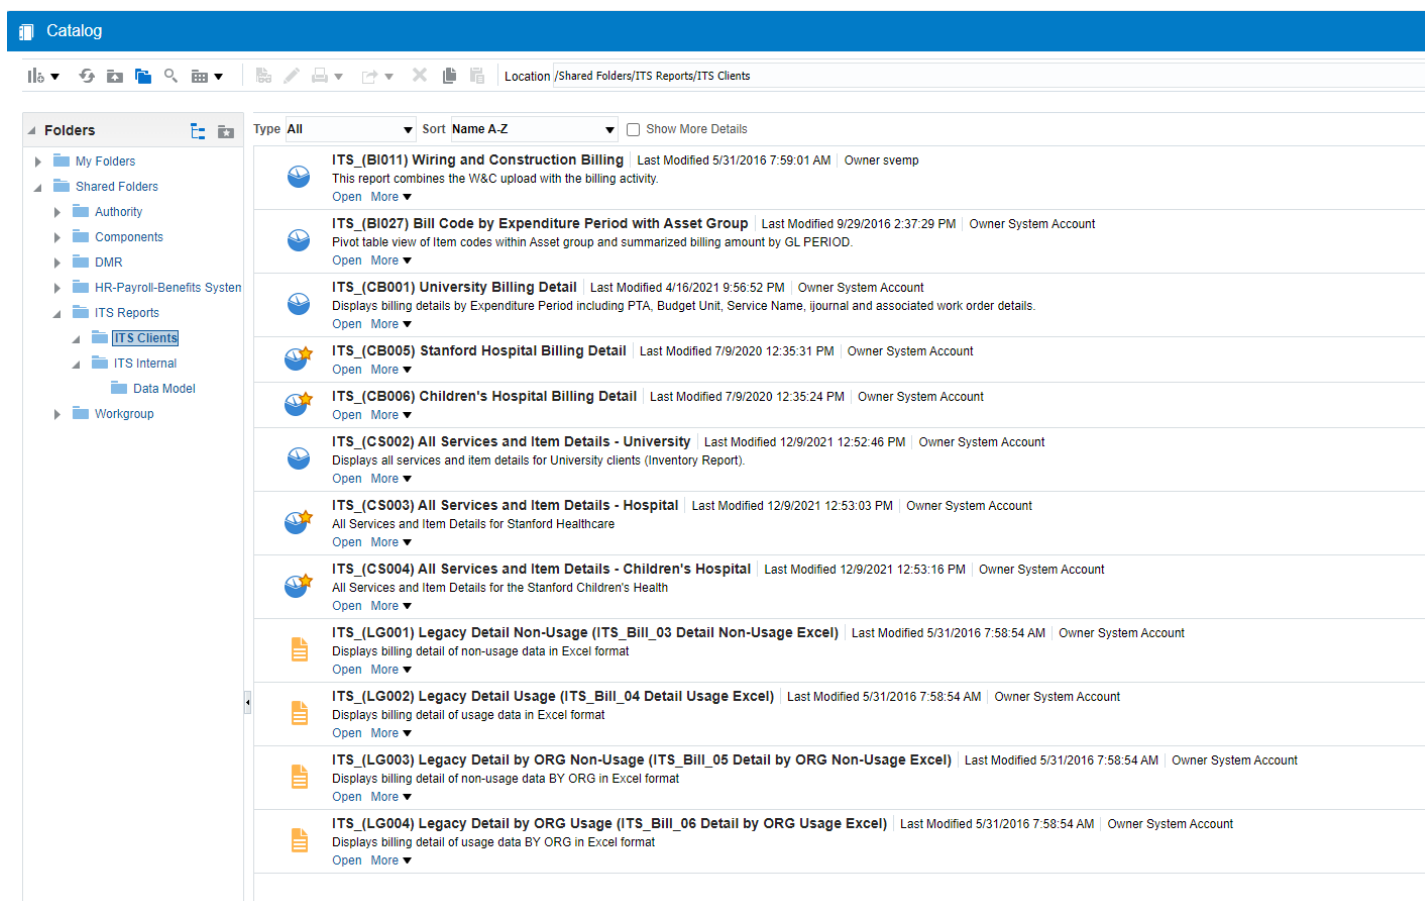 Catalog
Location /Shared Folders/ITS Reports/ITS Clients
Folders
My Folders
Shared Folders
Authority
Components
DMR
HR-Payroll-Benefits System
ITS Reports
ITS Clients
ITS Internal
Data Model
Workgroup
Type All Sort Name A-Z Show More Details
ITS_(BI011) Wiring and Construction Billing Last Modified 5/31/2016 7:59:01 AM Owner svemp
This report combines the W&C upload with the billing activity.
Open More
ITS_(BI027) Bill Code by Expenditure Period with Asset Group Last Modified 9/29/2016 2:37:29 PM Owner System Account
Pivot table view of Item codes within Asset group and summarized billing amount by GL PERIOD.
Open More
ITS_(CB001) University Billing Detail Last Modified 4/16/2021 9:56:52 PM Owner System Account
Displays billing details by Expenditure Period including PTA, Budget Unit, Service Name, ijournal and associated work order details.
Open More
ITS_(CB005) Stanford Hospital Billing Detail Last Modified 7/9/2020 12:35:31 PM Owner System Account
Open More
ITS_(CB006) Children's Hospital Billing Detail Last Modified 7/9/2020 12:35:24 PM Owner System Account
Open More
ITS_(CS002) All Services and Item Details - University Last Modified 12/9/2021 12:52:46 PM Owner System Account
Displays all services and item details for University clients (Inventory Report).
Open More
ITS_(CS003) All Services and Item Details - Hospital Last Modified 12/9/2021 12:53:03 PM Owner System Account
All Services and Item Details for Stanford Healthcare
Open More
ITS_(CS004) All Services and Item Details - Children's Hospital Last Modified 12/9/2021 12:53:16 PM Owner System Account
All Services and Item Details for the Stanford Children's Health
Open More
ITS_(LG001) Legacy Detail Non-Usage (ITS_Bill_03 Detail Non-Usage Excel) Last Modified 5/31/2016 7:58:54 AM Owner System Account
Displays billing detail of non-usage data in Excel format
Open More
ITS_(LG002) Legacy Detail Usage (ITS_Bill_04 Detail Usage Excel) Last Modified 5/31/2016 7:58:54 AM Owner System Account
Displays billing detail of usage data in Excel format
Open More
ITS_(LG003) Legacy Detail by ORG Non-Usage (ITS_Bill_05 Detail by ORG Non-Usage Excel) Last Modified 5/31/2016 7:58:54 AM Owner System Account
Displays billing detail of non-usage data BY ORG in Excel format
Open More
ITS_(LG004) Legacy Detail by ORG Usage (ITS_Bill_06 Detail by ORG Usage Excel) Last Modified 5/31/2016 7:58:54 AM Owner System Account
Displays billing detail of usage data BY ORG in Excel format
Open More